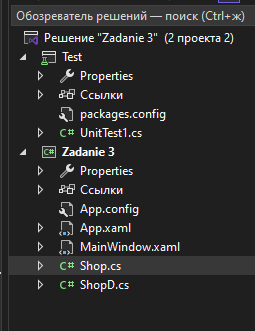 Обозреватель решений — поиск (Ctrl+ж)
Решение "Zadanie 3" (2 проекта 2)
Test
Properties
Ссылки
packages.config
C# UnitTest1.cs
C# Zadanie 3
Properties
Ссылки
App.config
App.xaml
MainWindow.xaml
C# Shop.cs
C# ShopD.cs